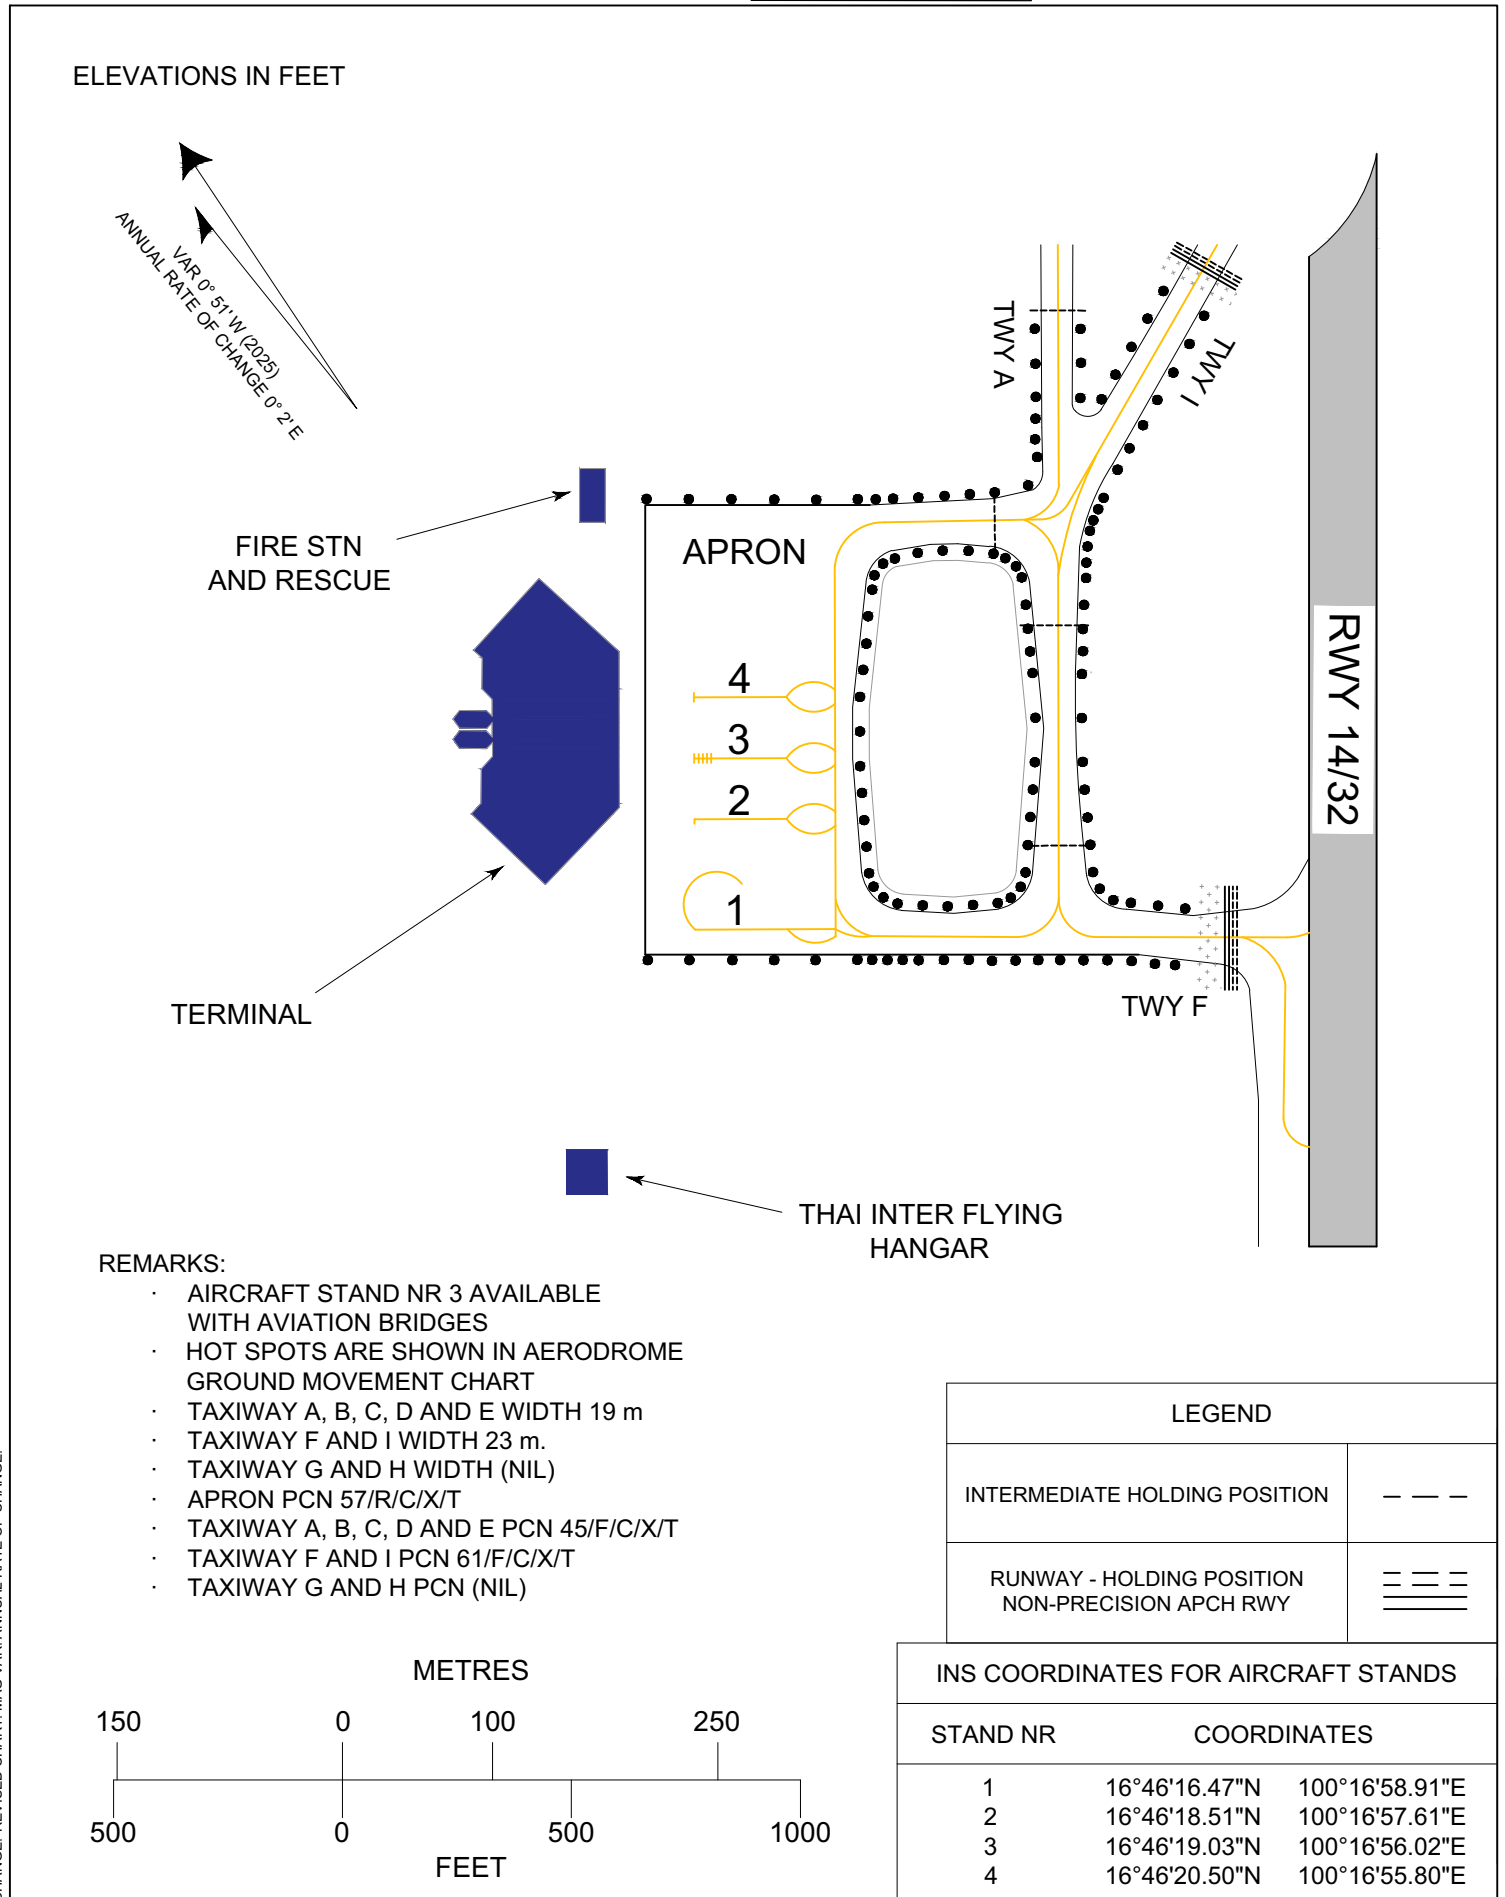 ELEVATIONS IN FEET
VAR 0° 51' W (2025)
ANNUAL RATE OF CHANGE 0° 2' E
TWY A
TWY I
FIRE STN
AND RESCUE
APRON
4
3
2
1
RWY 14/32
TERMINAL
TWY F
THAI INTER FLYING
HANGAR
REMARKS:
· AIRCRAFT STAND NR 3 AVAILABLE
WITH AVIATION BRIDGES
· HOT SPOTS ARE SHOWN IN AERODROME
GROUND MOVEMENT CHART
· TAXIWAY A, B, C, D AND E WIDTH 19 m
· TAXIWAY F AND I WIDTH 23 m.
· TAXIWAY G AND H WIDTH (NIL)
· APRON PCN 57/R/C/X/T
· TAXIWAY A, B, C, D AND E PCN 45/F/C/X/T
· TAXIWAY F AND I PCN 61/F/C/X/T
· TAXIWAY G AND H PCN (NIL)
LEGEND
INTERMEDIATE HOLDING POSITION
RUNWAY - HOLDING POSITION
NON-PRECISION APCH RWY
METRES
150 0 100 250
500 0 500 1000
FEET
INS COORDINATES FOR AIRCRAFT STANDS
STAND NR COORDINATES
1 16°46'16.47"N 100°16'58.91"E
2 16°46'18.51"N 100°16'57.61"E
3 16°46'19.03"N 100°16'56.02"E
4 16°46'20.50"N 100°16'55.80"E